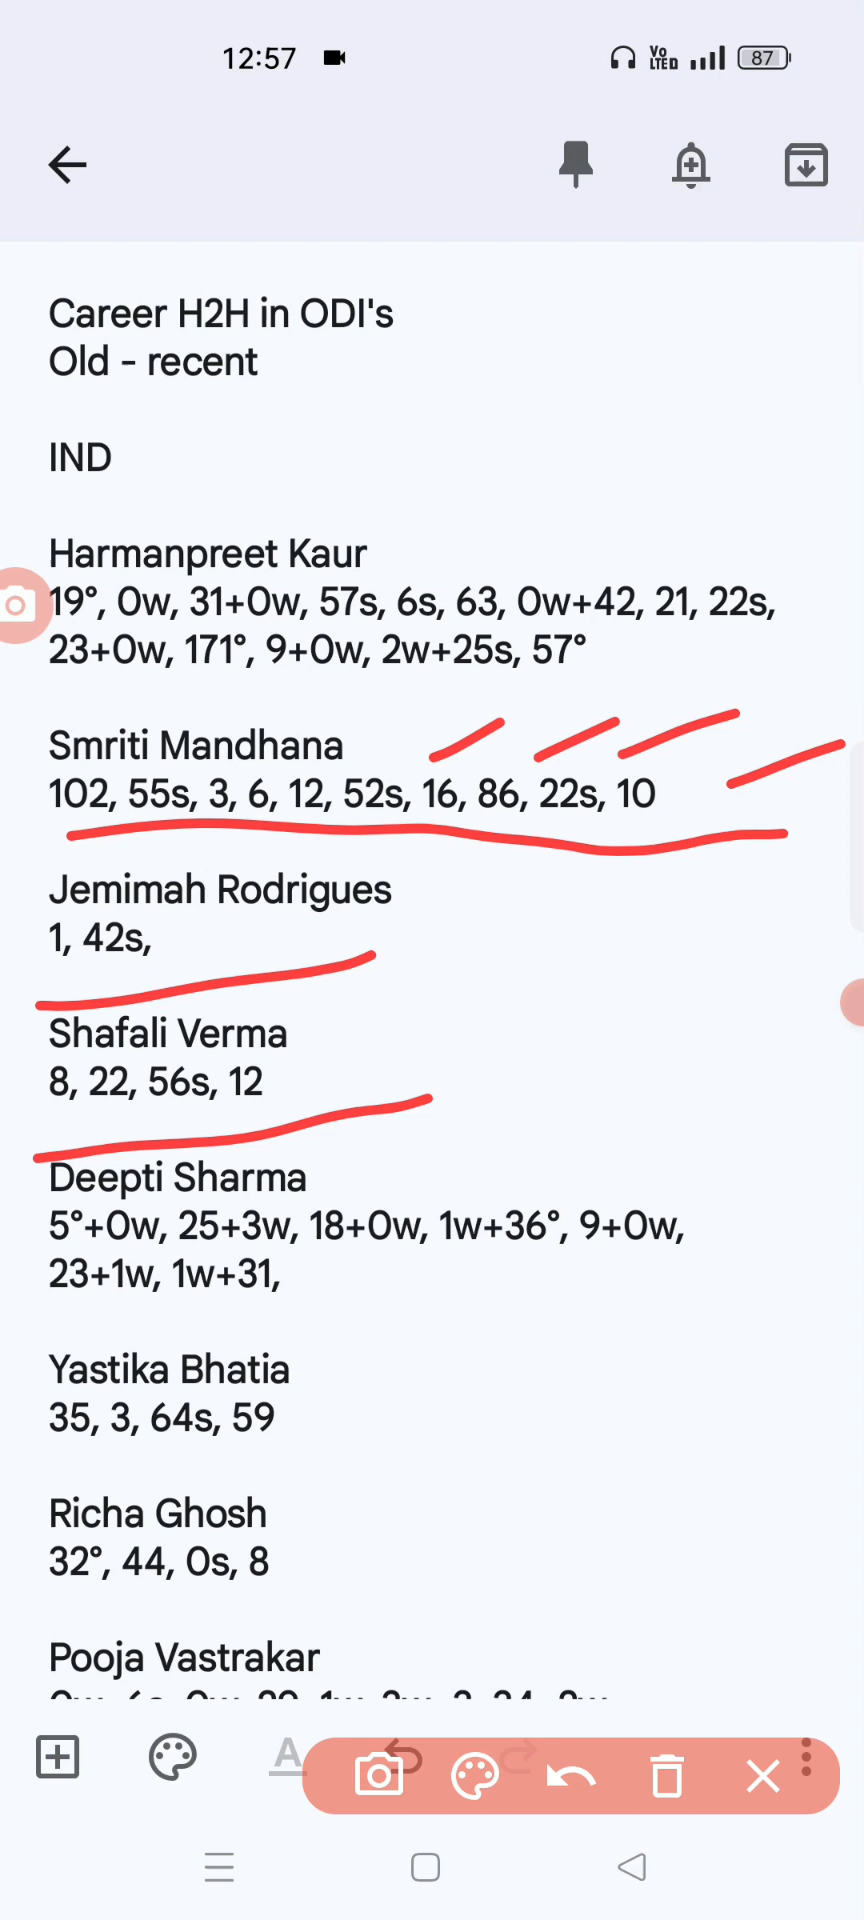 12:57 Vo LTED 87
Career H2H in ODI's
Old - recent
IND
Harmanpreet Kaur
19°, 0w, 31+0w, 57s, 6s, 63, 0w+42, 21, 22s,
23+0w, 171°, 9+0w, 2w+25s, 57°
Smriti Mandhana
102, 55s, 3, 6, 12, 52s, 16, 86, 22s, 10
Jemimah Rodrigues
1, 42s,
Shafali Verma
8, 22, 56s, 12
Deepti Sharma
5°+0w, 25+3w, 18+0w, 1w+36°, 9+0w,
23+1w, 1w+31,
Yastika Bhatia
35, 3, 64s, 59
Richa Ghosh
32°, 44, 0s, 8
Pooja Vastrakar
A